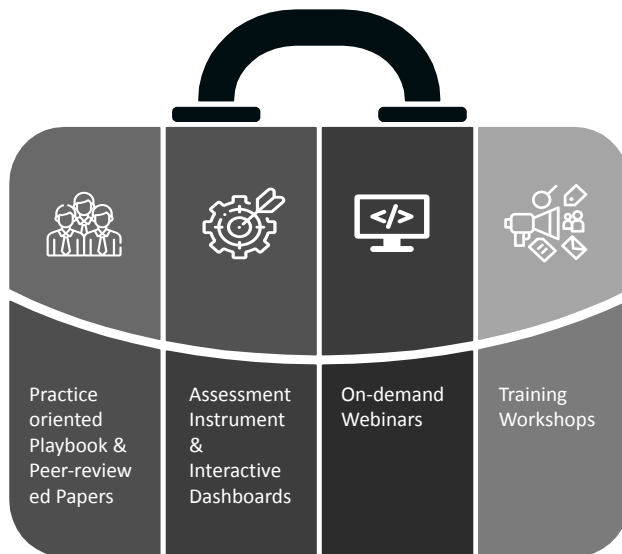 </>
Practice
oriented
Playbook &
Peer-review
ed Papers
Assessment
Instrument
&
Interactive
Dashboards
On-demand
Webinars
Training
Workshops